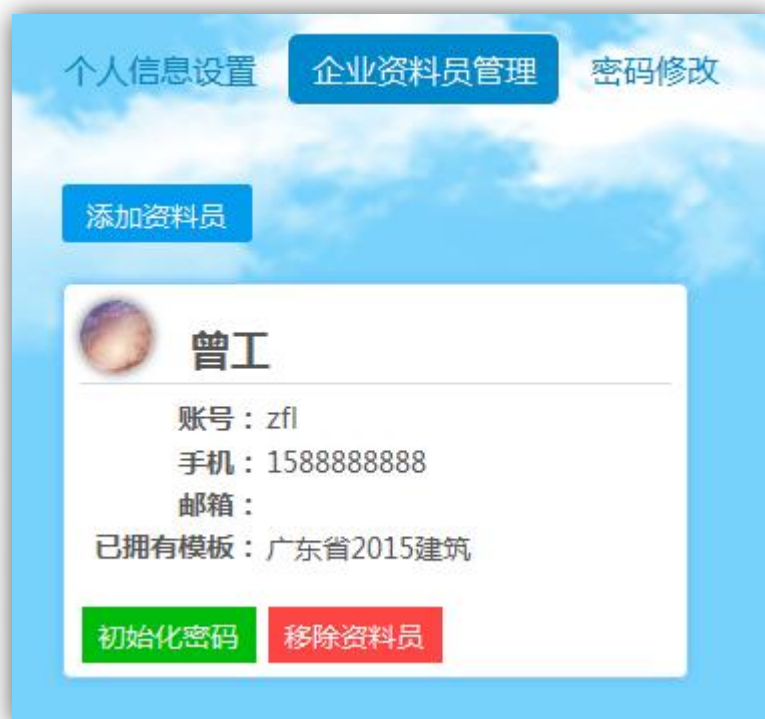 个人信息设置 企业资料员管理 密码修改
添加资料员
曾工
账号：zfl
手机：1588888888
邮箱：
已拥有模板：广东省2015建筑
初始化密码 移除资料员